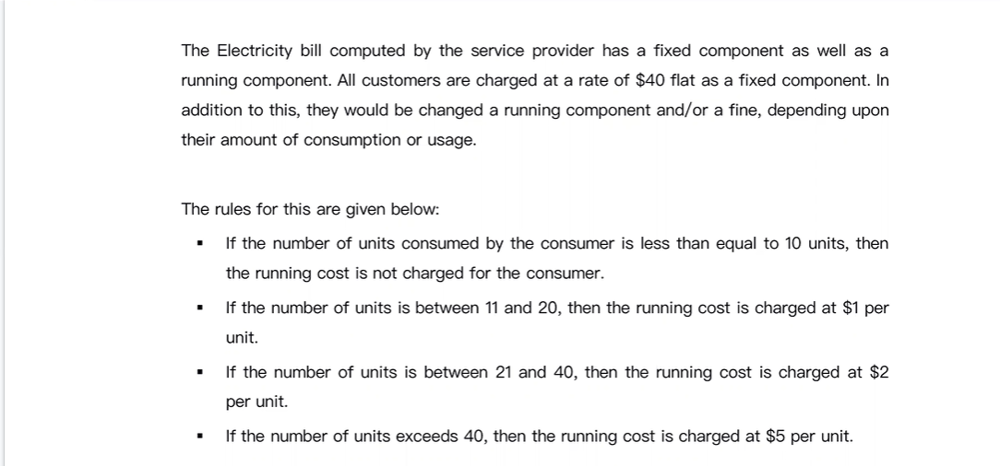 The Electricity bill computed by the service provider has a fixed component as well as a
running component. All customers are charged at a rate of $40 flat as a fixed component. In
addition to this, they would be changed a running component and/or a fine, depending upon
their amount of consumption or usage.
The rules for this are given below:
▪ If the number of units consumed by the consumer is less than equal to 10 units, then
the running cost is not charged for the consumer.
▪ If the number of units is between 11 and 20, then the running cost is charged at $1 per
unit.
▪ If the number of units is between 21 and 40, then the running cost is charged at $2
per unit.
▪ If the number of units exceeds 40, then the running cost is charged at $5 per unit.